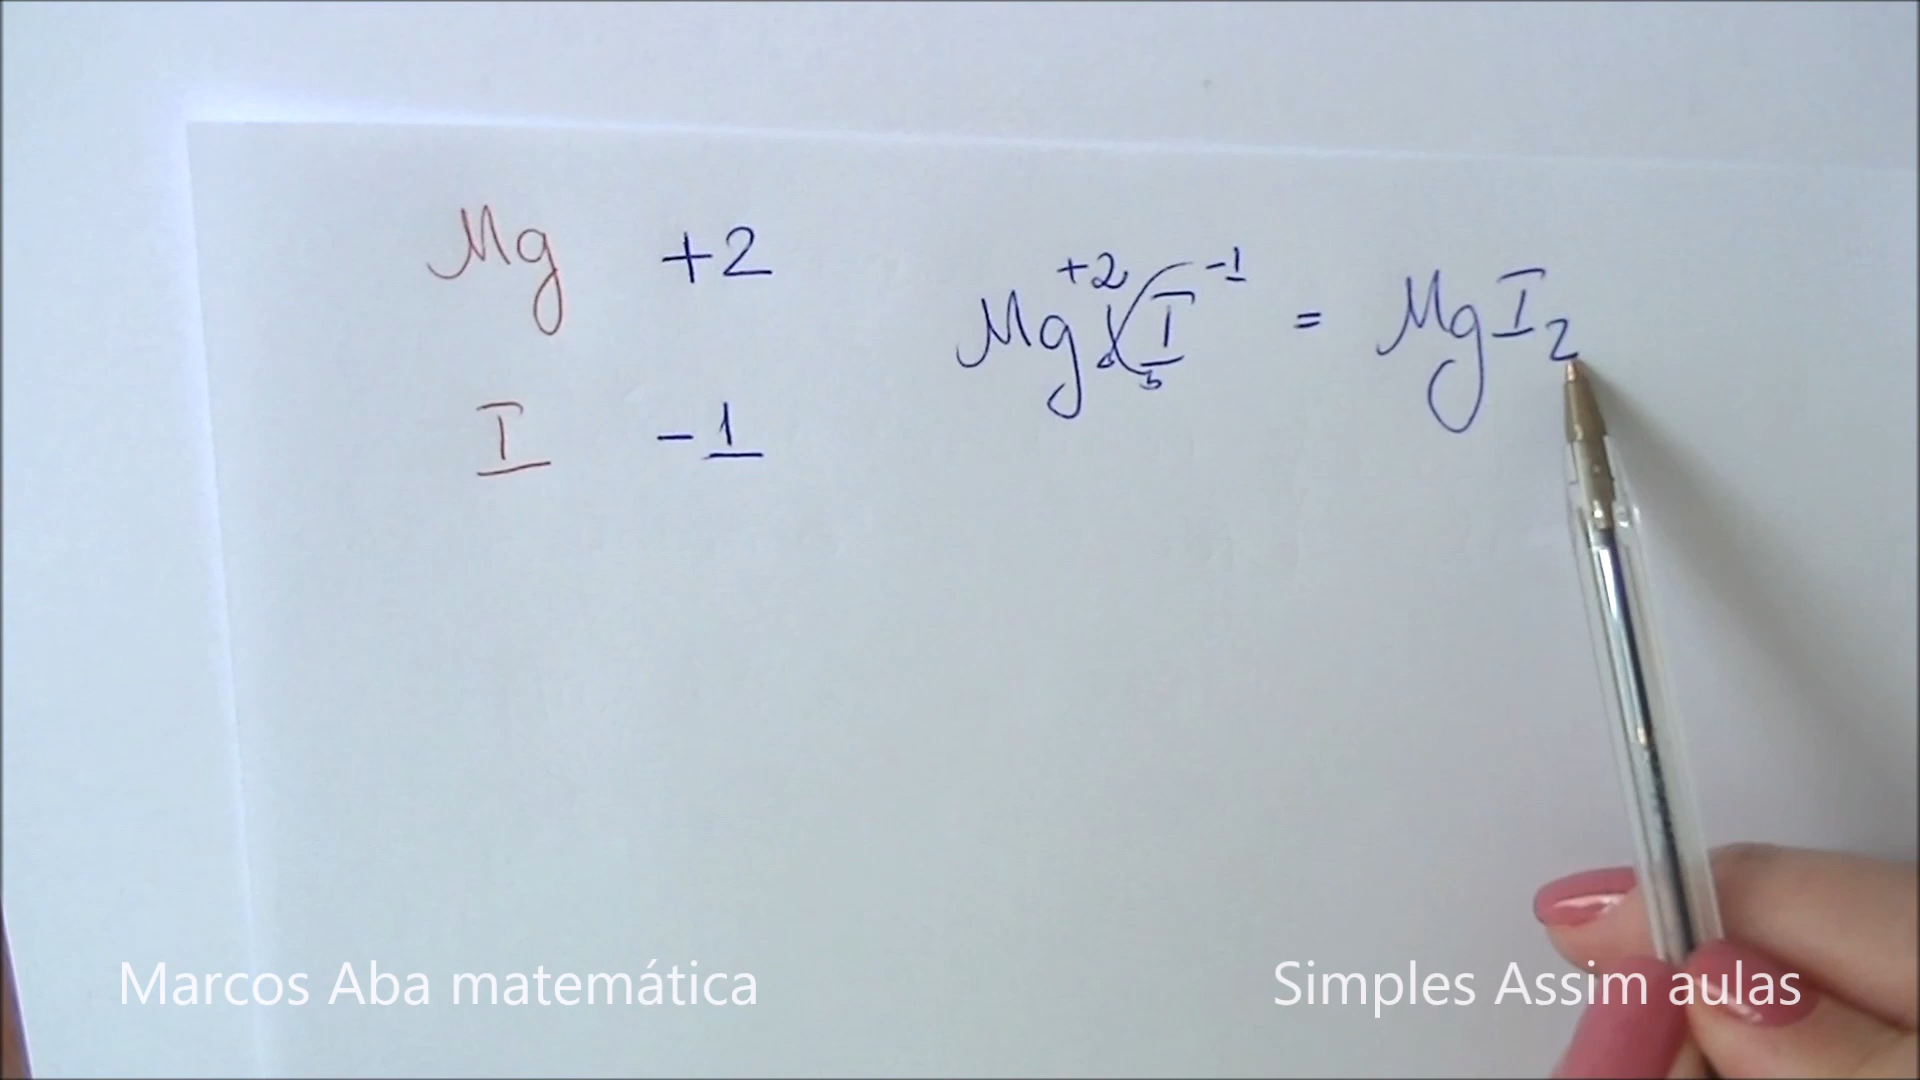 Mg +2
I -1
Mg+2 I-1 = MgI2
Marcos Aba matemática
Simples Assim aulas